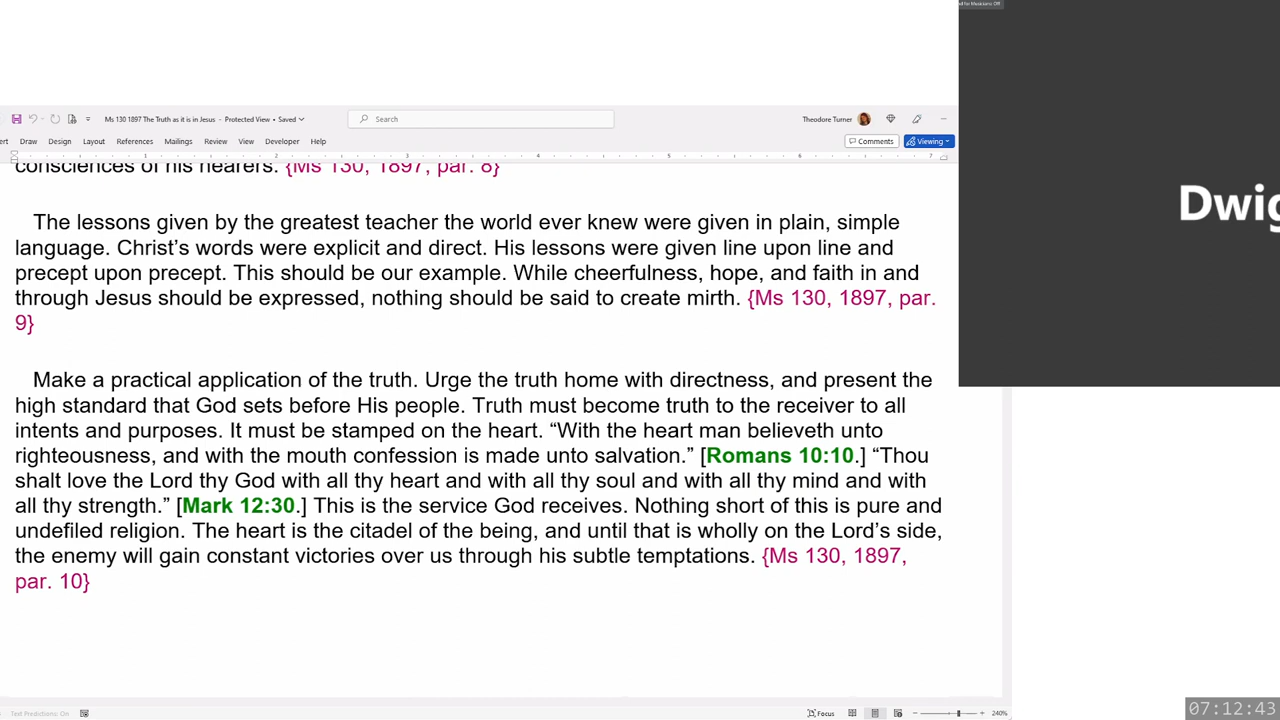 Ms 130 1897 The Truth as it is in Jesus - Protected View • Saved
Search
Theodore Turner
Draw Design Layout References Mailings Review View Developer Help
Comments Viewing
1 2 3 4 5 6 7
consciences of his hearers. {Ms 130, 1897, par. 8}
The lessons given by the greatest teacher the world ever knew were given in plain, simple
language. Christ’s words were explicit and direct. His lessons were given line upon line and
precept upon precept. This should be our example. While cheerfulness, hope, and faith in and
through Jesus should be expressed, nothing should be said to create mirth. {Ms 130, 1897, par.
9}
Make a practical application of the truth. Urge the truth home with directness, and present the
high standard that God sets before His people. Truth must become truth to the receiver to all
intents and purposes. It must be stamped on the heart. “With the heart man believeth unto
righteousness, and with the mouth confession is made unto salvation.” [Romans 10:10.] “Thou
shalt love the Lord thy God with all thy heart and with all thy soul and with all thy mind and with
all thy strength.” [Mark 12:30.] This is the service God receives. Nothing short of this is pure and
undefiled religion. The heart is the citadel of the being, and until that is wholly on the Lord’s side,
the enemy will gain constant victories over us through his subtle temptations. {Ms 130, 1897,
par. 10}
Text Predictions: On
Focus
240%
Dwig
07:12:43